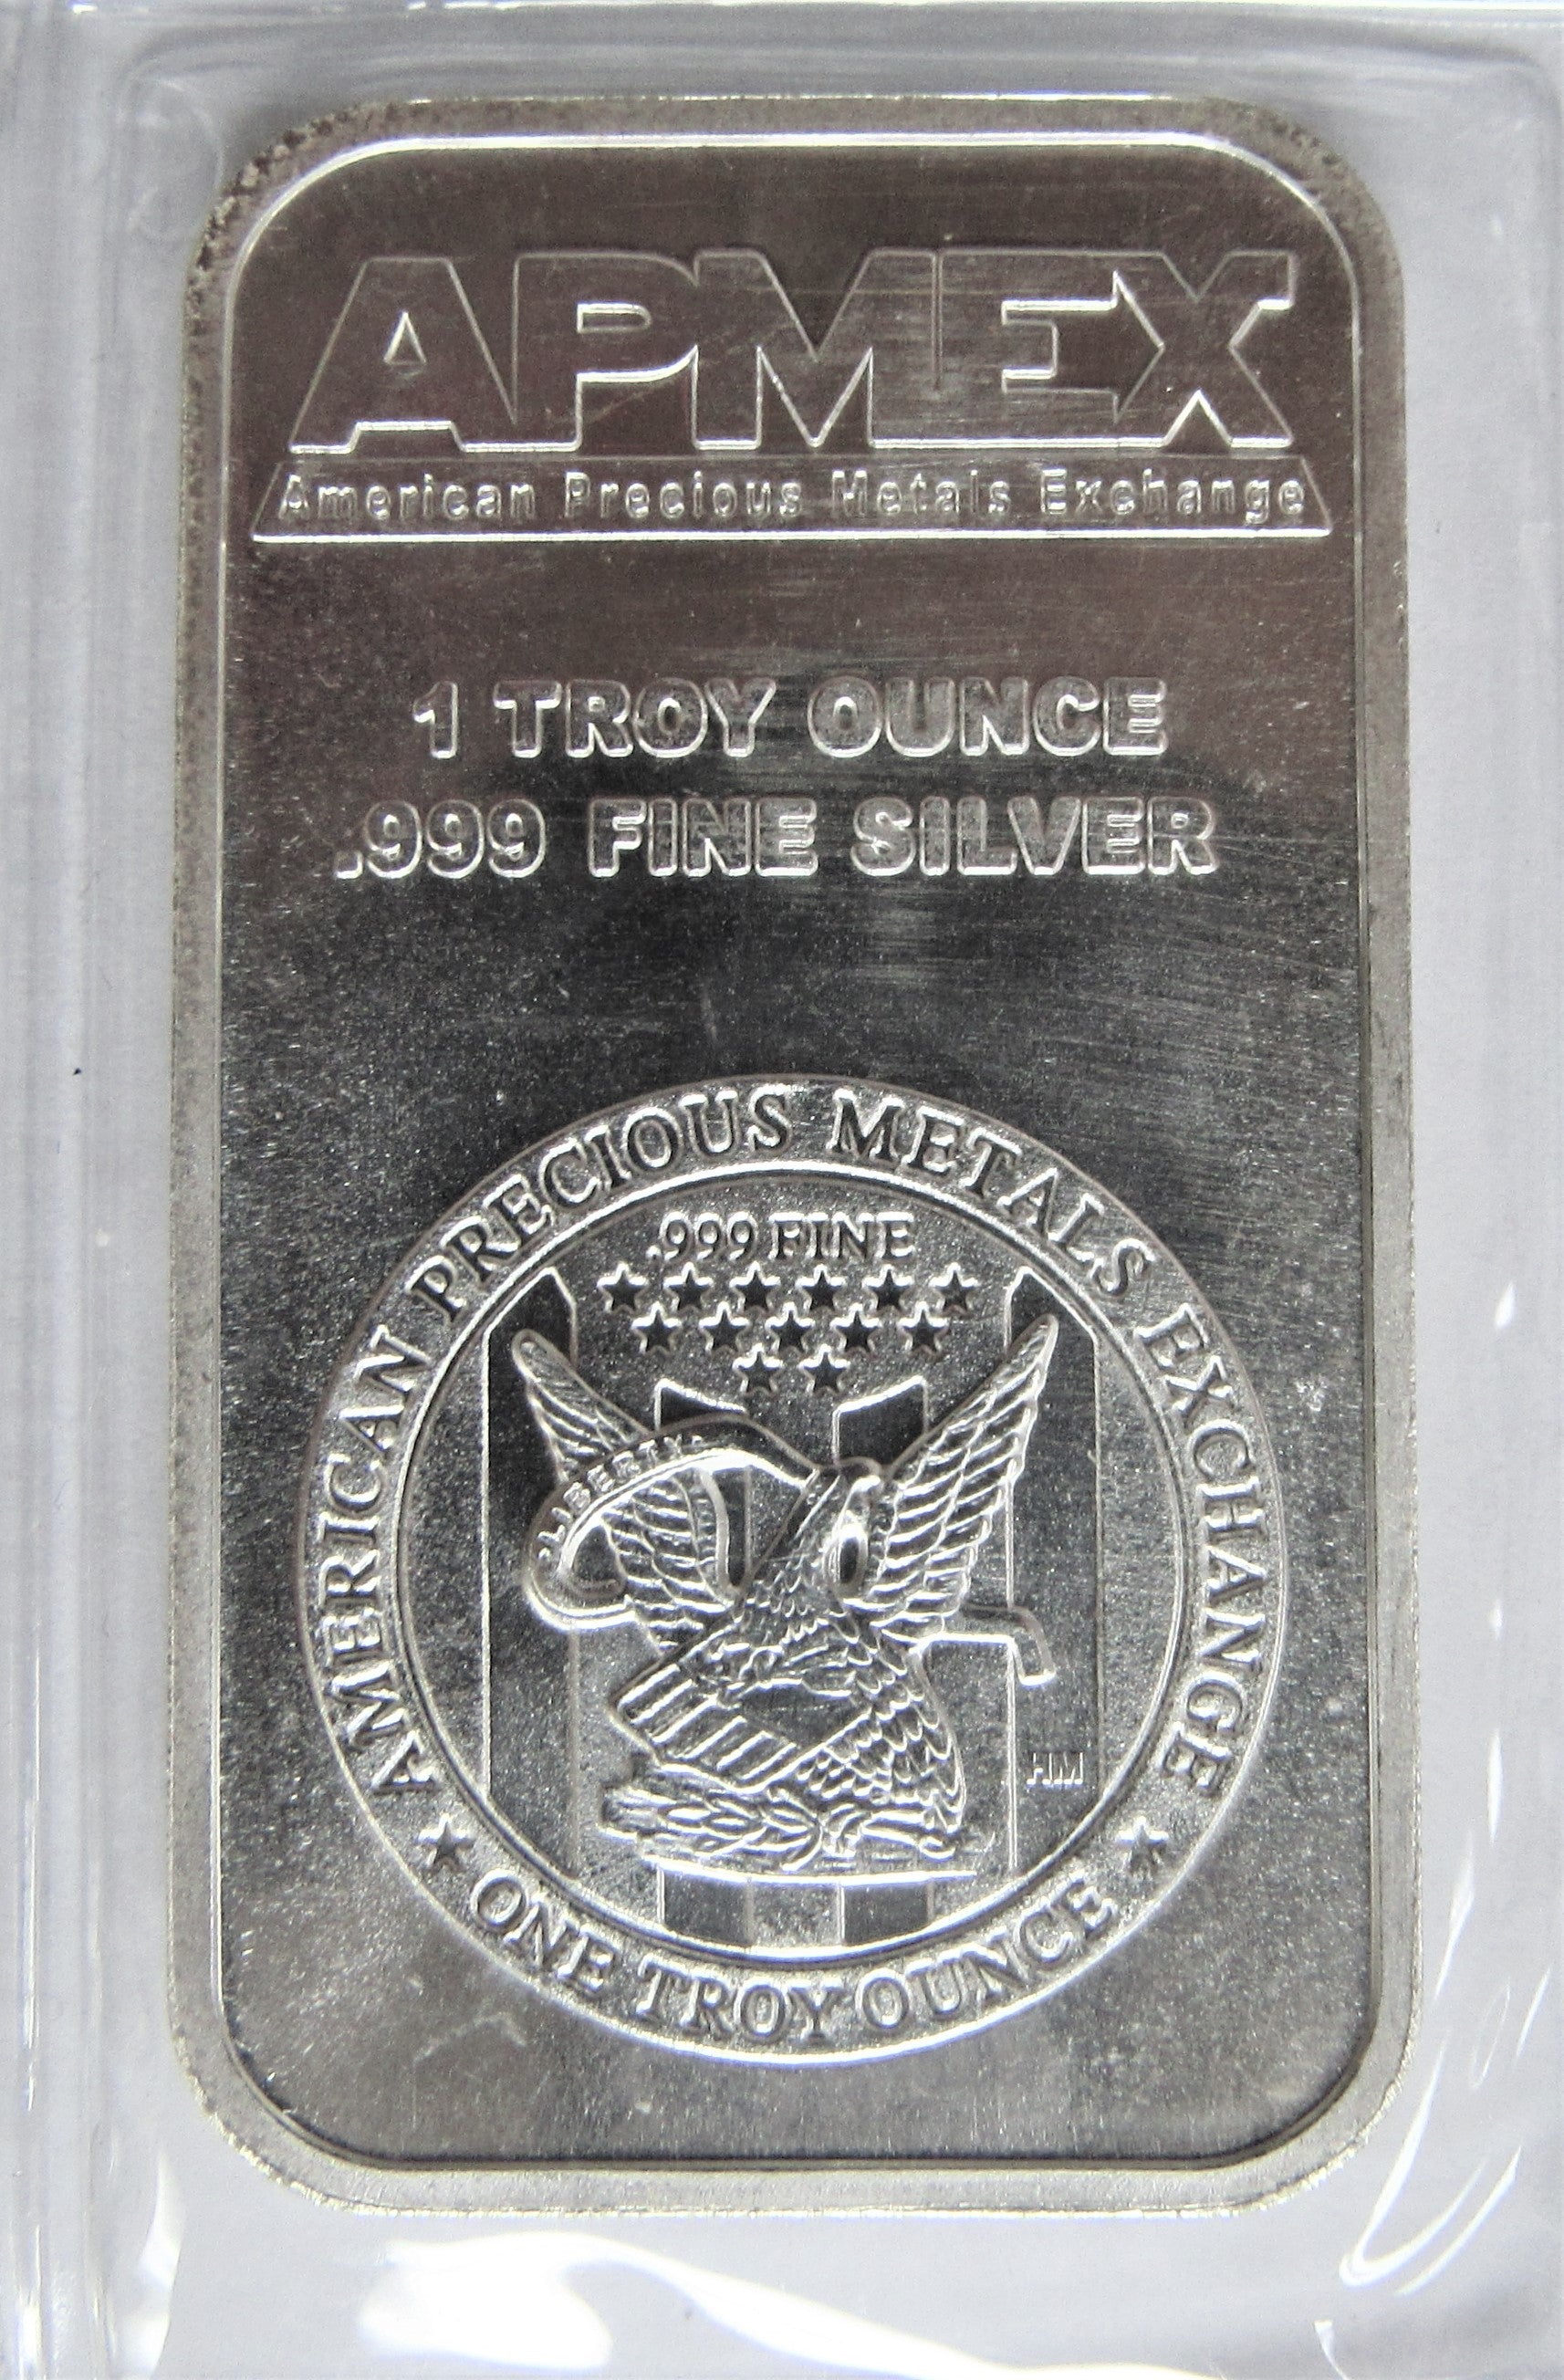 APMEX
American Precious Metals Exchange
1 TROY OUNCE
.999 FINE SILVER
AMERICAN PRECIOUS METALS EXCHANGE
.999 FINE
LIBERTY
HM
★ ONE TROY OUNCE ★